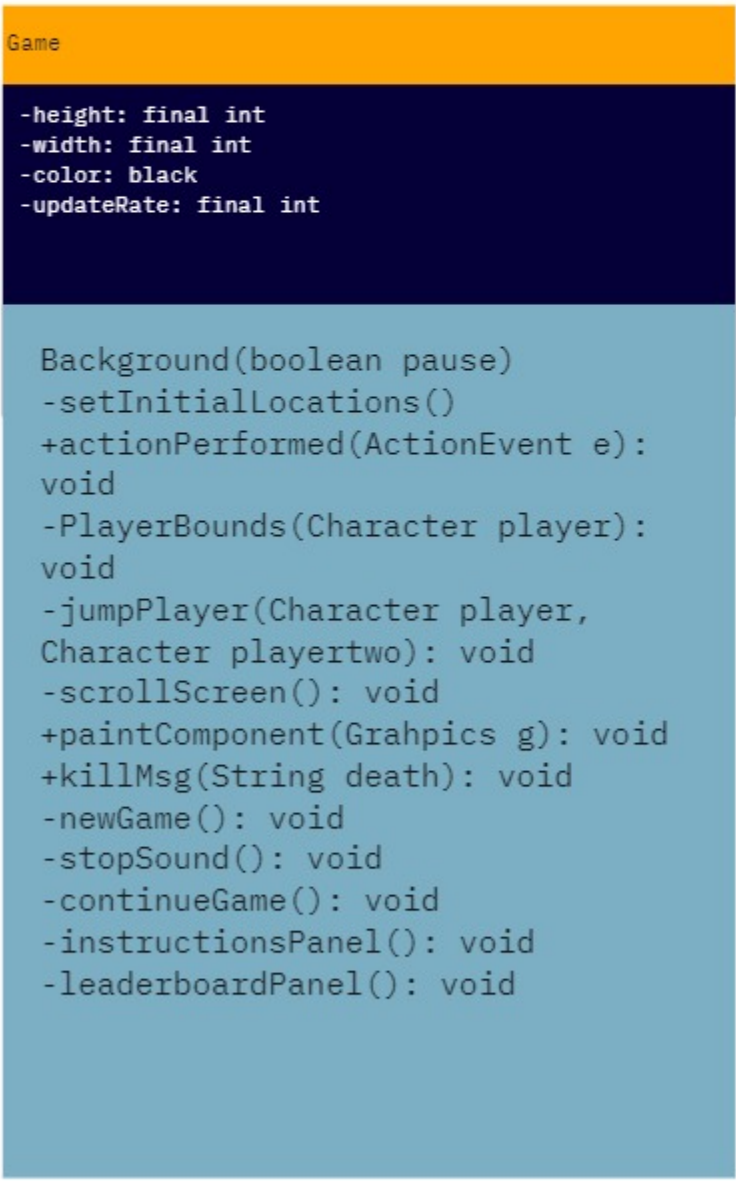 Game
-height: final int
-width: final int
-color: black
-updateRate: final int
Background(boolean pause)
-setInitialLocations()
+actionPerformed(ActionEvent e):
void
-PlayerBounds(Character player):
void
-jumpPlayer(Character player,
Character playertwo): void
-scrollScreen(): void
+paintComponent(Grahpics g): void
+killMsg(String death): void
-newGame(): void
-stopSound(): void
-continueGame(): void
-instructionsPanel(): void
-leaderboardPanel(): void